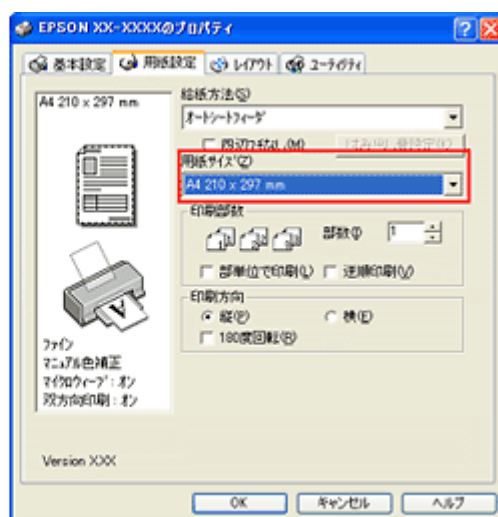 EPSON XX-XXXXのプロパティ
基本設定 用紙設定 レイアウト ユーティリティ
A4 210 x 297 mm
給紙方法(S)
オートシートフィーダ
四辺フチなし(M) はみ出し量設定(X)
用紙サイズ(Z)
A4 210 x 297 mm
印刷部数
部数(I) 1
部単位で印刷(L) 逆順印刷(V)
印刷方向
縦(P) 横(E)
180度回転(R)
ファイン
マニュアル色補正
マイクロウィーブ : オン
双方向印刷 : オン
Version X.XX
OK キャンセル ヘルプ